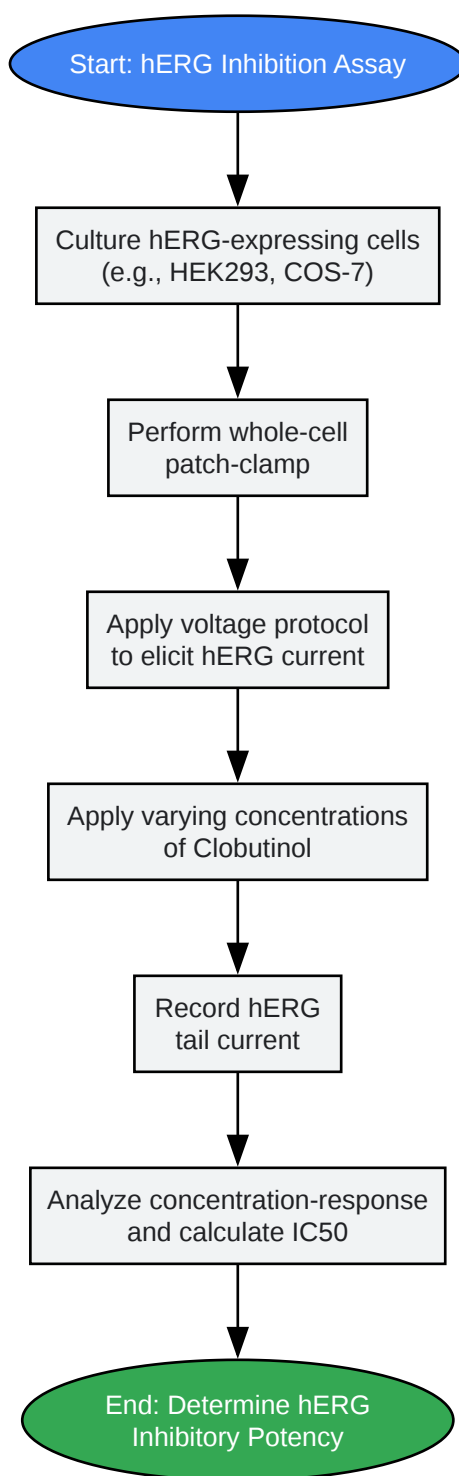 Start: hERG Inhibition Assay
Culture hERG-expressing cells
(e.g., HEK293, COS-7)
Perform whole-cell
patch-clamp
Apply voltage protocol
to elicit hERG current
Apply varying concentrations
of Clobutinol
Record hERG
tail current
Analyze concentration-response
and calculate IC50
End: Determine hERG
Inhibitory Potency